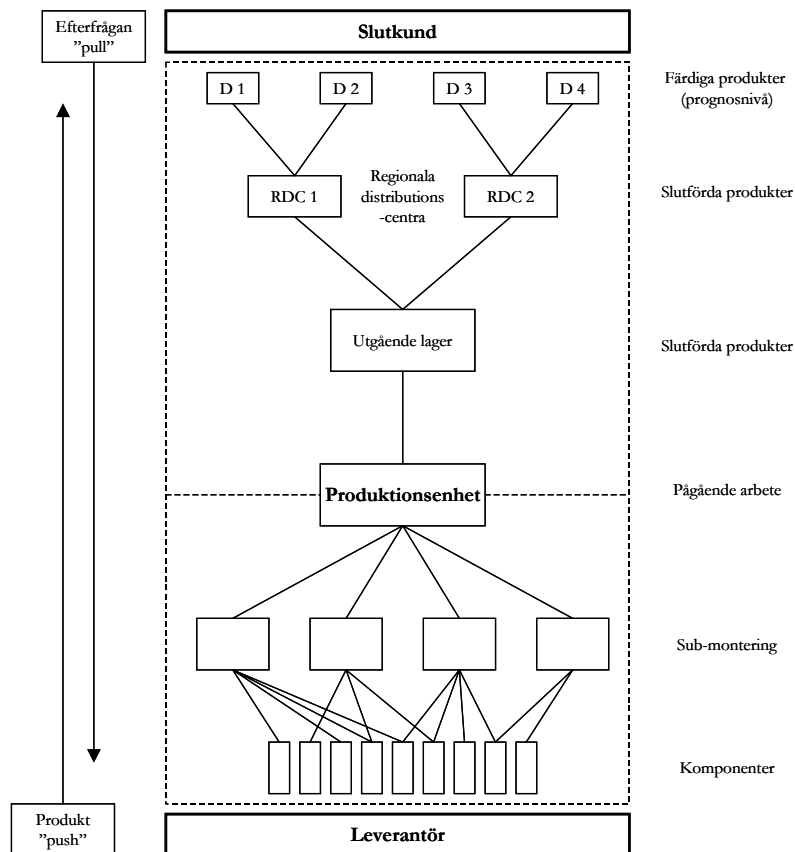 Efterfrågan
”pull”
Slutkund
D 1
D 2
D 3
D 4
Färdiga produkter
(prognosnivå)
RDC 1
Regionala
distributions
-centra
RDC 2
Slutförda produkter
Utgående lager
Slutförda produkter
Produktionsenhet
Pågående arbete
Sub-montering
Komponenter
Produkt
”push”
Leverantör